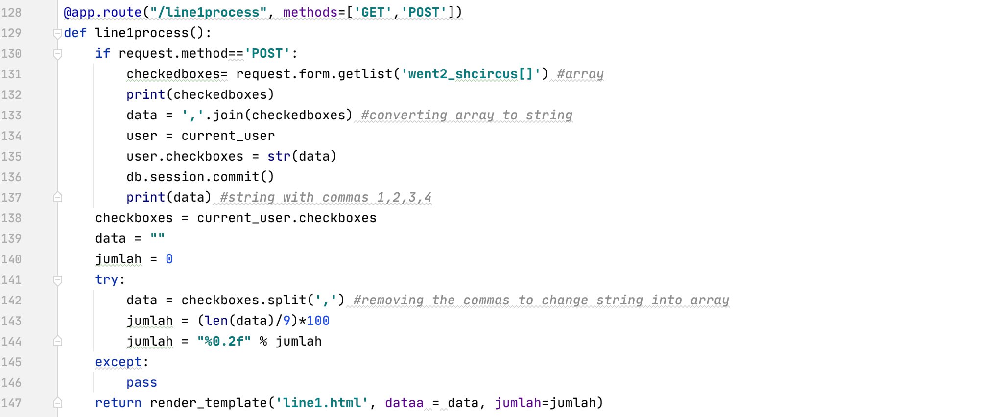 128 @app.route("/line1process", methods=['GET','POST'])
129 def line1process():
130     if request.method=='POST':
131         checkedboxes= request.form.getlist('went2_shcircus[]') #array
132         print(checkedboxes)
133         data = ','.join(checkedboxes) #converting array to string
134         user = current_user
135         user.checkboxes = str(data)
136         db.session.commit()
137         print(data) #string with commas 1,2,3,4
138     checkboxes = current_user.checkboxes
139     data = ""
140     jumlah = 0
141     try:
142         data = checkboxes.split(',') #removing the commas to change string into array
143         jumlah = (len(data)/9)*100
144         jumlah = "%0.2f" % jumlah
145     except:
146         pass
147     return render_template('line1.html', dataa = data, jumlah=jumlah)